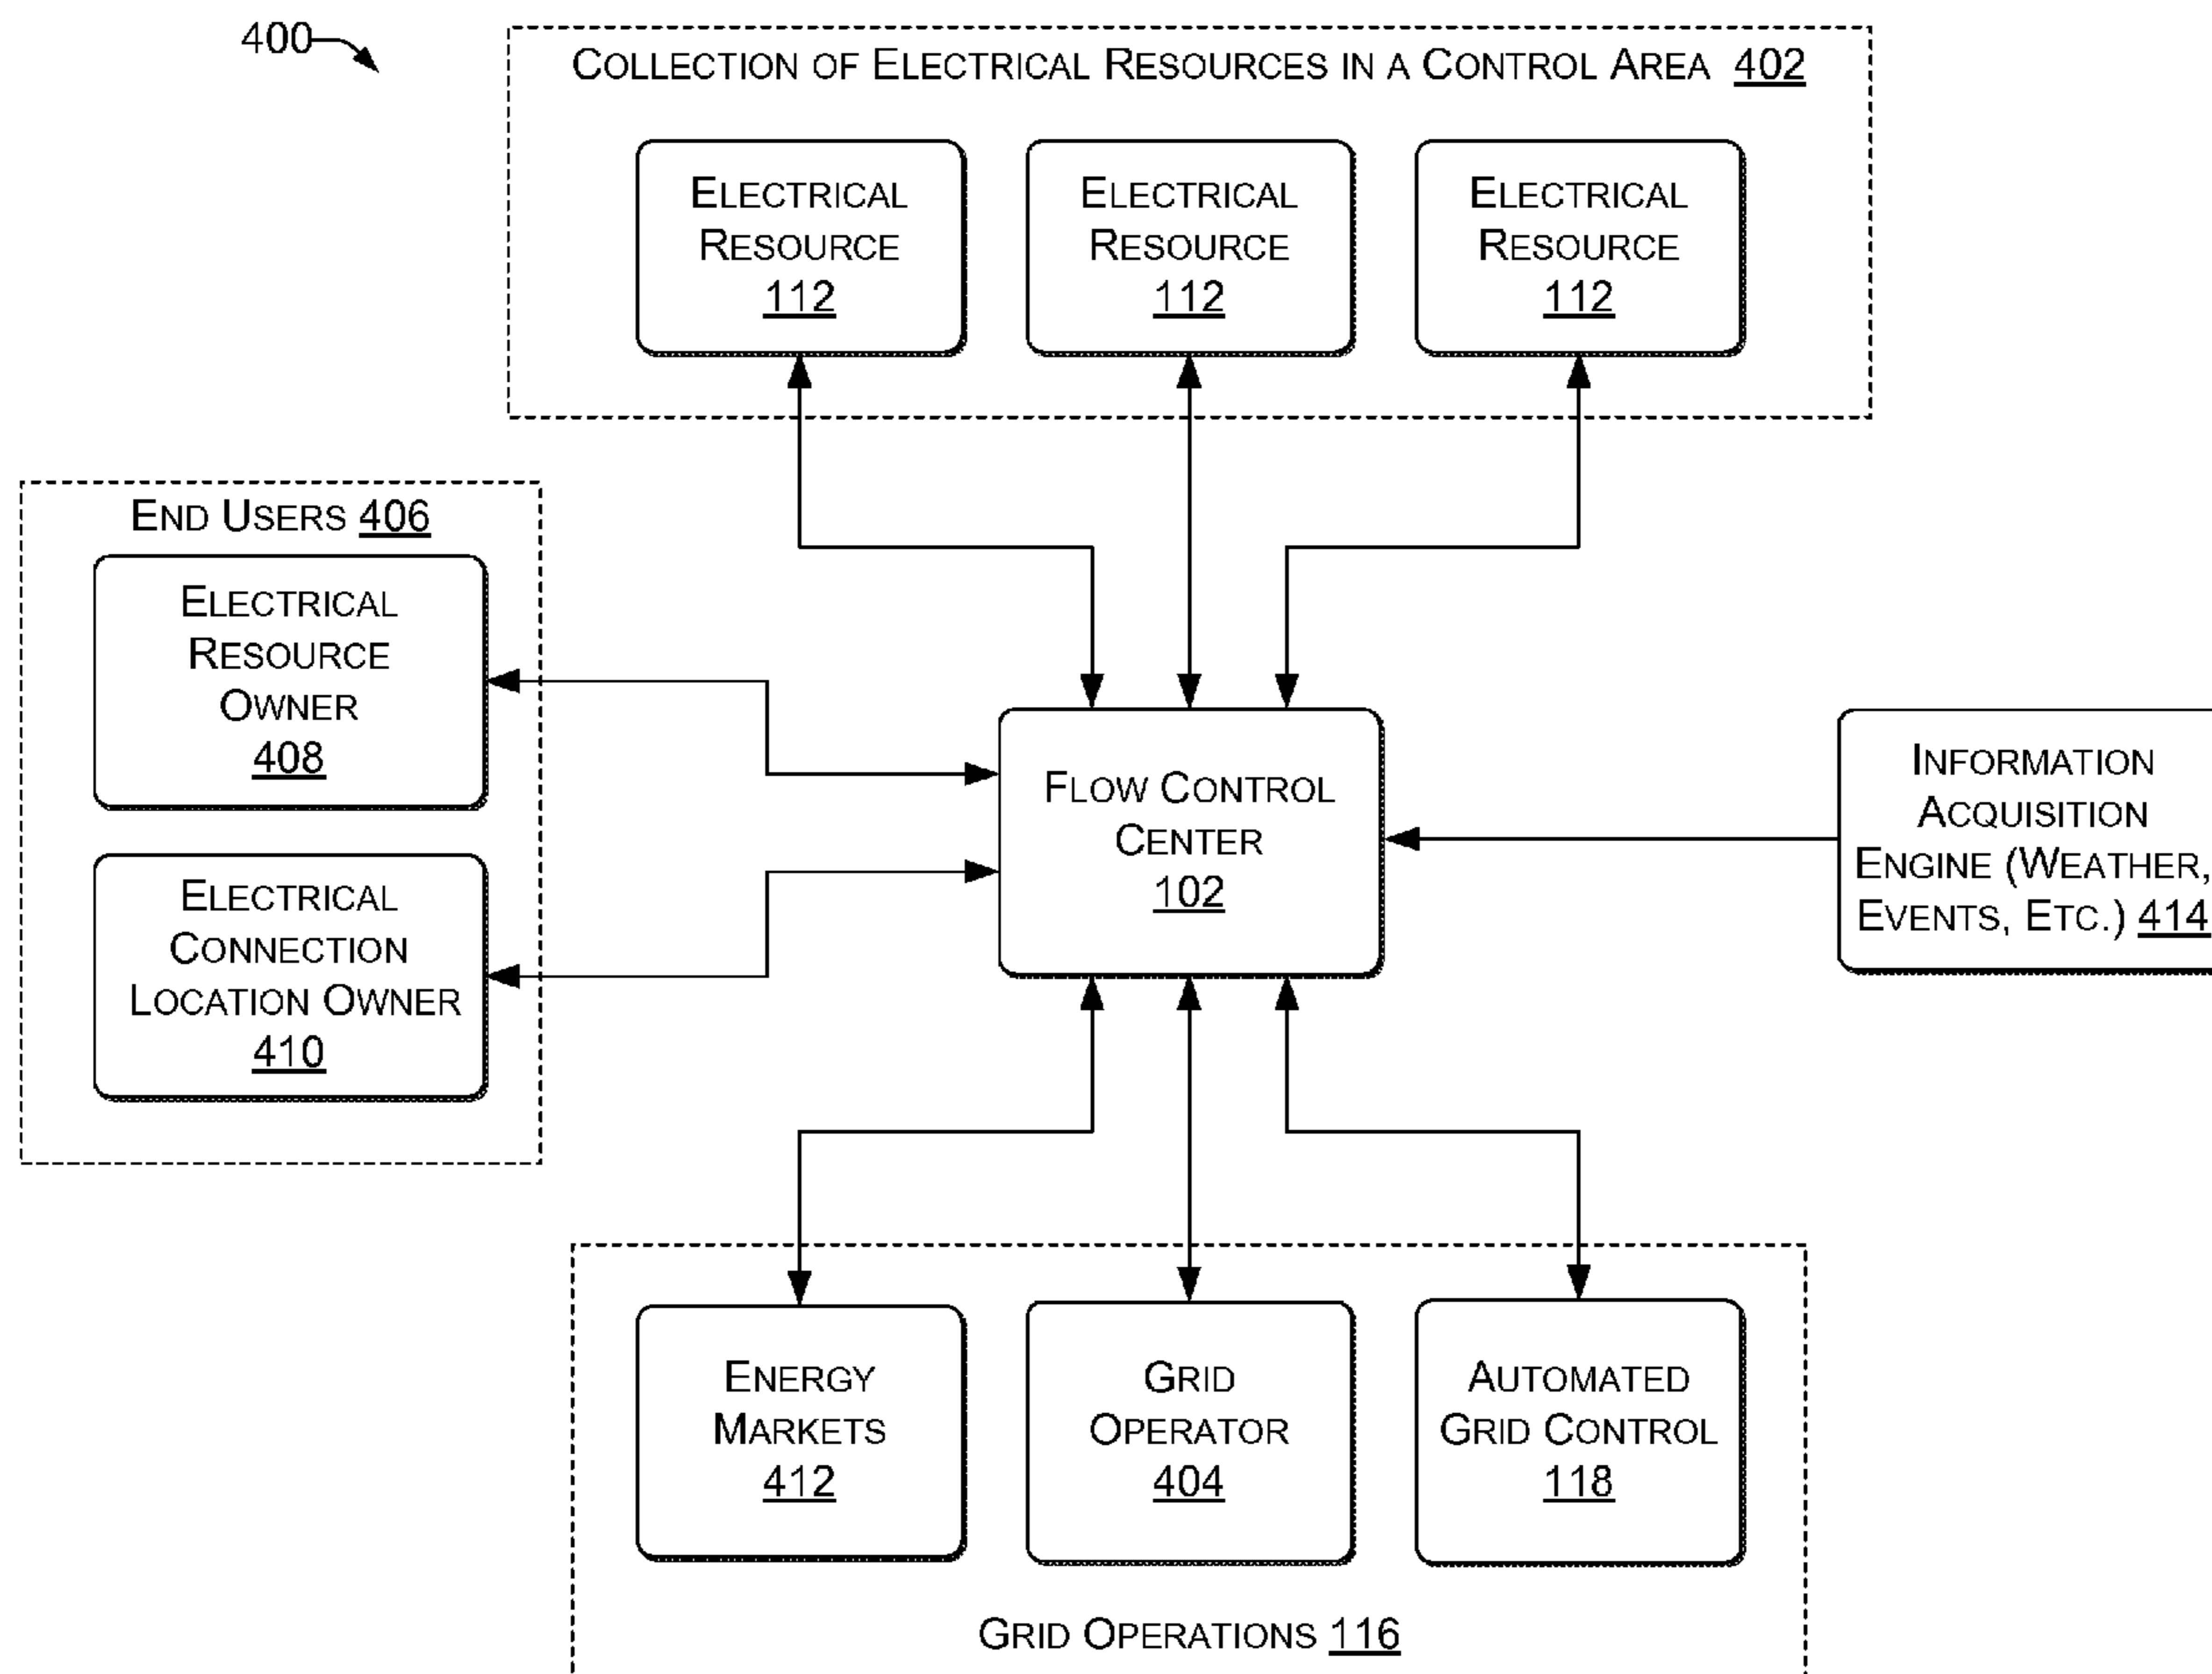 400
COLLECTION OF ELECTRICAL RESOURCES IN A CONTROL AREA 402
ELECTRICAL
RESOURCE
112
ELECTRICAL
RESOURCE
112
ELECTRICAL
RESOURCE
112
END USERS 406
ELECTRICAL
RESOURCE
OWNER
408
ELECTRICAL
CONNECTION
LOCATION OWNER
410
FLOW CONTROL
CENTER
102
INFORMATION
ACQUISITION
ENGINE (WEATHER,
EVENTS, ETC.) 414
ENERGY
MARKETS
412
GRID
OPERATOR
404
AUTOMATED
GRID CONTROL
118
GRID OPERATIONS 116